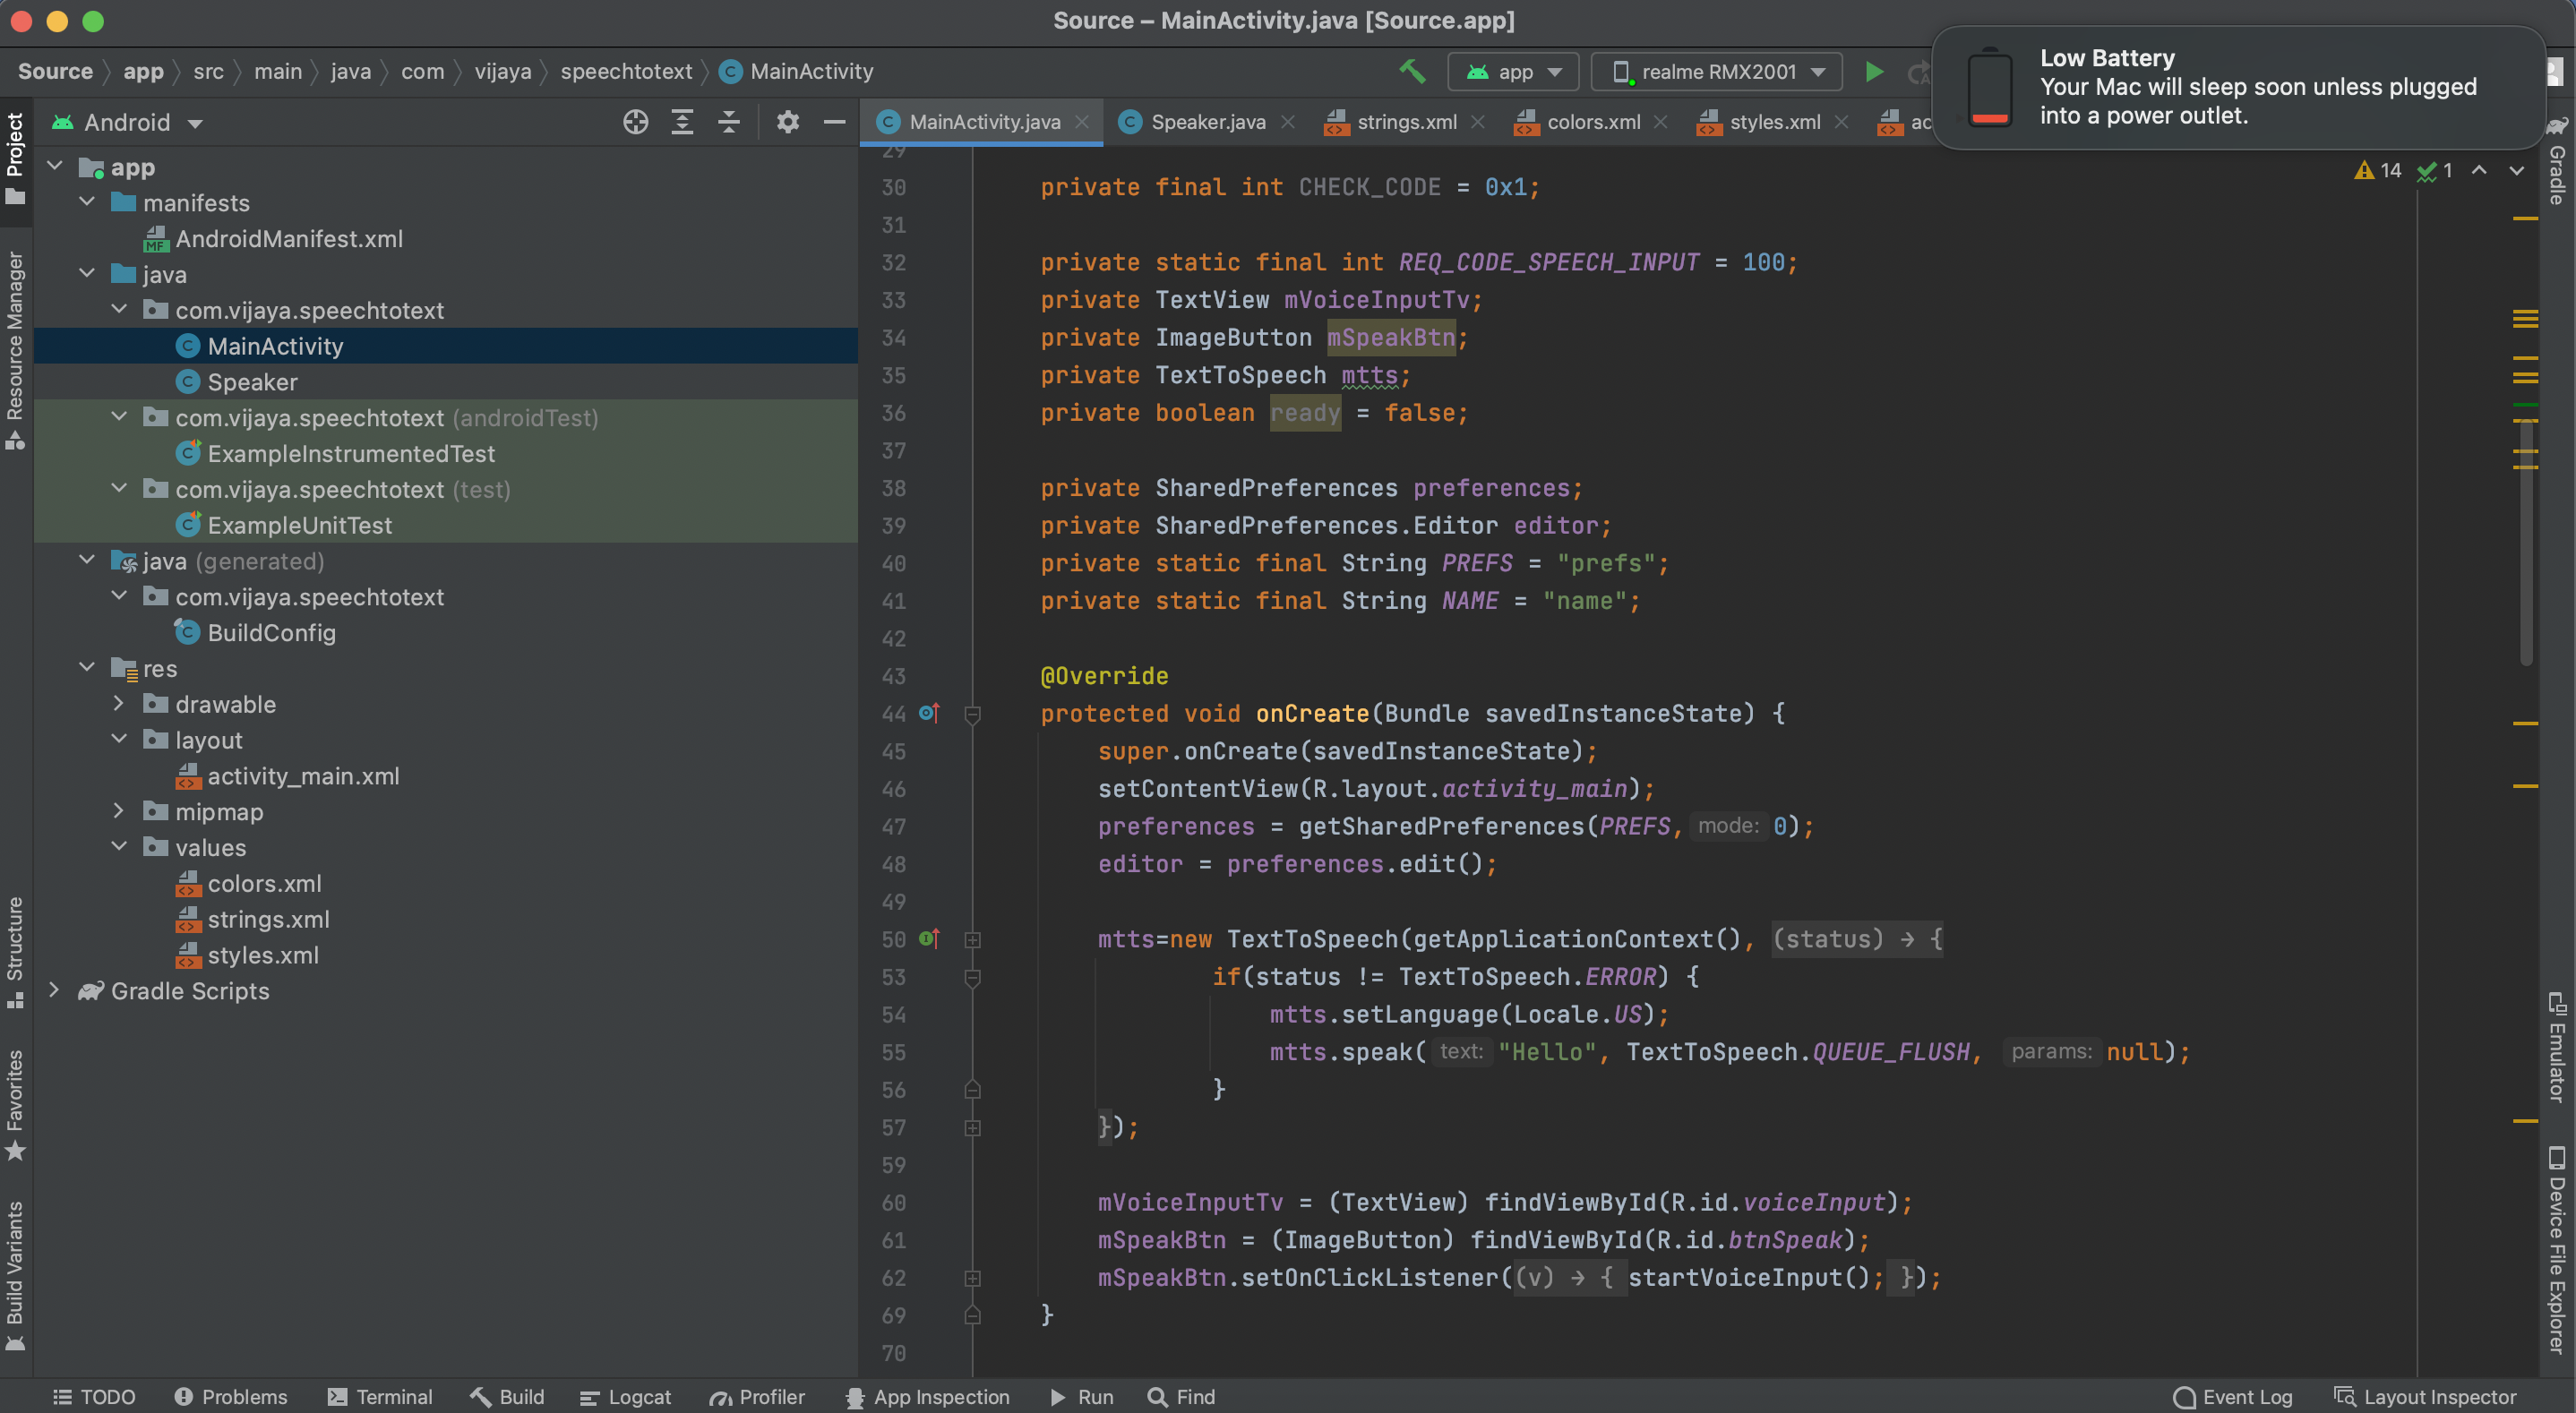 Source – MainActivity.java [Source.app]
Low Battery
Your Mac will sleep soon unless plugged
into a power outlet.
Source app src main java com vijaya speechtotext MainActivity app realme RMX2001
Android
MainActivity.java Speaker.java strings.xml colors.xml styles.xml ac
14 1
Project
Resource Manager
Structure
Favorites
Build Variants
app
manifests
AndroidManifest.xml
java
com.vijaya.speechtotext
MainActivity
Speaker
com.vijaya.speechtotext (androidTest)
ExampleInstrumentedTest
com.vijaya.speechtotext (test)
ExampleUnitTest
java (generated)
com.vijaya.speechtotext
BuildConfig
res
drawable
layout
activity_main.xml
mipmap
values
colors.xml
strings.xml
styles.xml
Gradle Scripts
29
30 private final int CHECK_CODE = 0x1;
31
32 private static final int REQ_CODE_SPEECH_INPUT = 100;
33 private TextView mVoiceInputTv;
34 private ImageButton mSpeakBtn;
35 private TextToSpeech mtts;
36 private boolean ready = false;
37
38 private SharedPreferences preferences;
39 private SharedPreferences.Editor editor;
40 private static final String PREFS = "prefs";
41 private static final String NAME = "name";
42
43 @Override
44 protected void onCreate(Bundle savedInstanceState) {
45 super.onCreate(savedInstanceState);
46 setContentView(R.layout.activity_main);
47 preferences = getSharedPreferences(PREFS, mode: 0);
48 editor = preferences.edit();
49
50 mtts=new TextToSpeech(getApplicationContext(), (status) → {
53 if(status != TextToSpeech.ERROR) {
54 mtts.setLanguage(Locale.US);
55 mtts.speak( text: "Hello", TextToSpeech.QUEUE_FLUSH, params: null);
56 }
57 });
59
60 mVoiceInputTv = (TextView) findViewById(R.id.voiceInput);
61 mSpeakBtn = (ImageButton) findViewById(R.id.btnSpeak);
62 mSpeakBtn.setOnClickListener((v) → { startVoiceInput(); });
69 }
70
Gradle
Emulator
Device File Explorer
TODO Problems Terminal Build Logcat Profiler App Inspection Run Find Event Log Layout Inspector